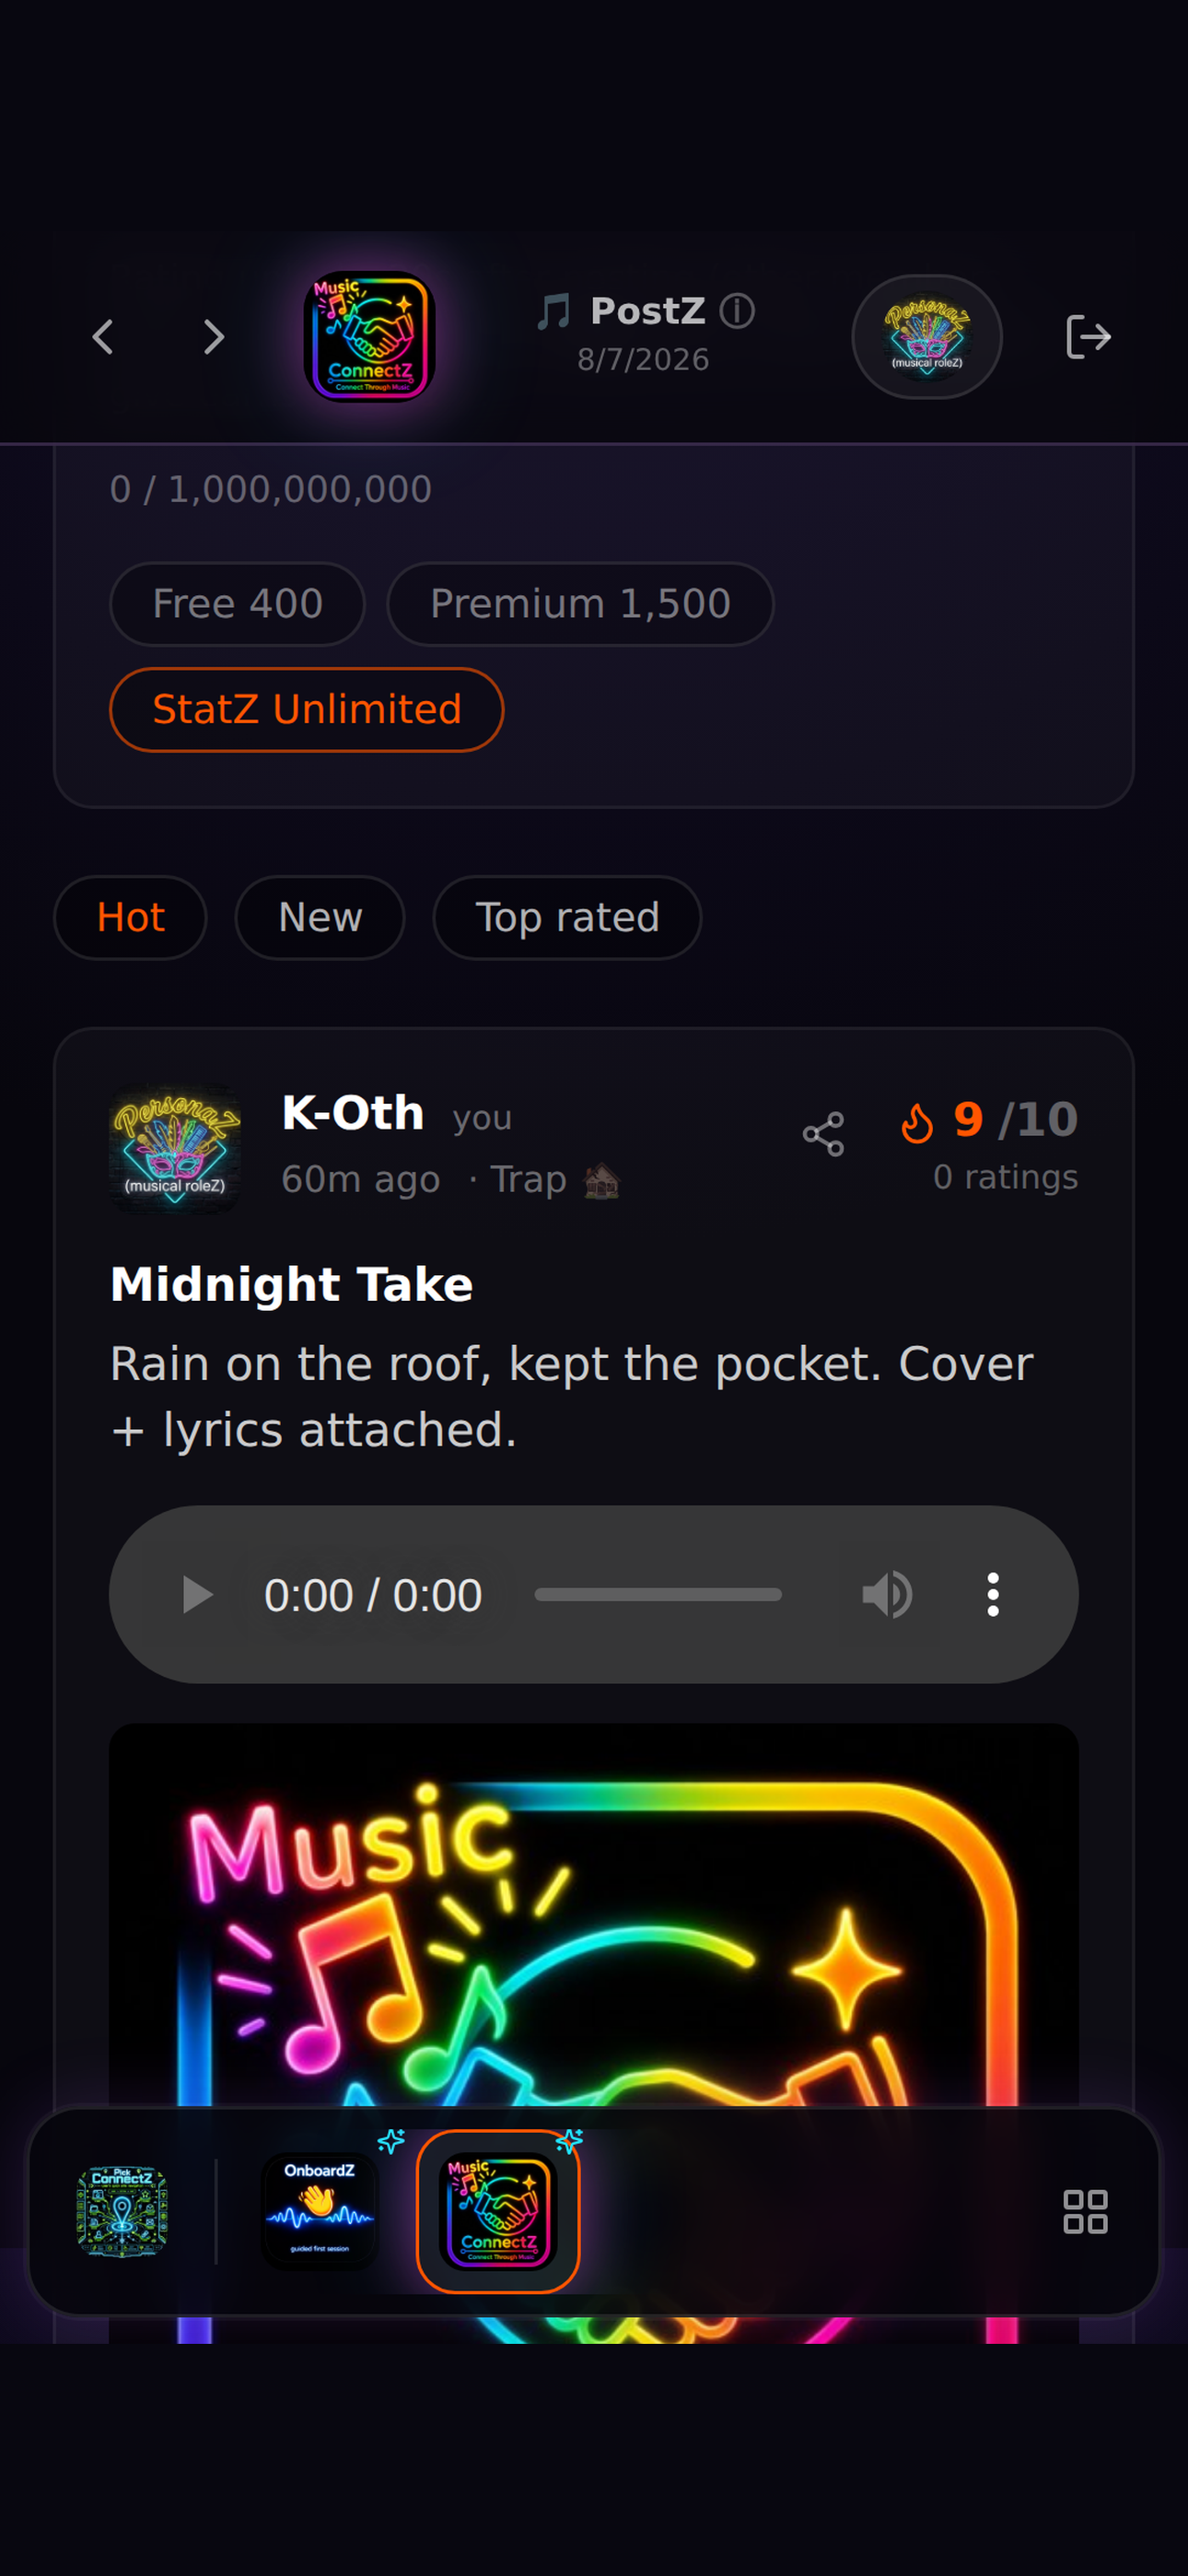 Music
ConnectZ
Connect Through Music
🎵 PostZ ⓘ
8/7/2026
PersonaZ
(musical roleZ)
0 / 1,000,000,000
Free 400
Premium 1,500
StatZ Unlimited
Hot
New
Top rated
PersonaZ
(musical roleZ)
K-Oth you
60m ago · Trap 🏚️
9 /10
0 ratings
Midnight Take
Rain on the roof, kept the pocket. Cover
+ lyrics attached.
0:00 / 0:00
Music
Pick
ConnectZ
OnboardZ
guided first session
Music
ConnectZ
Connect Through Music